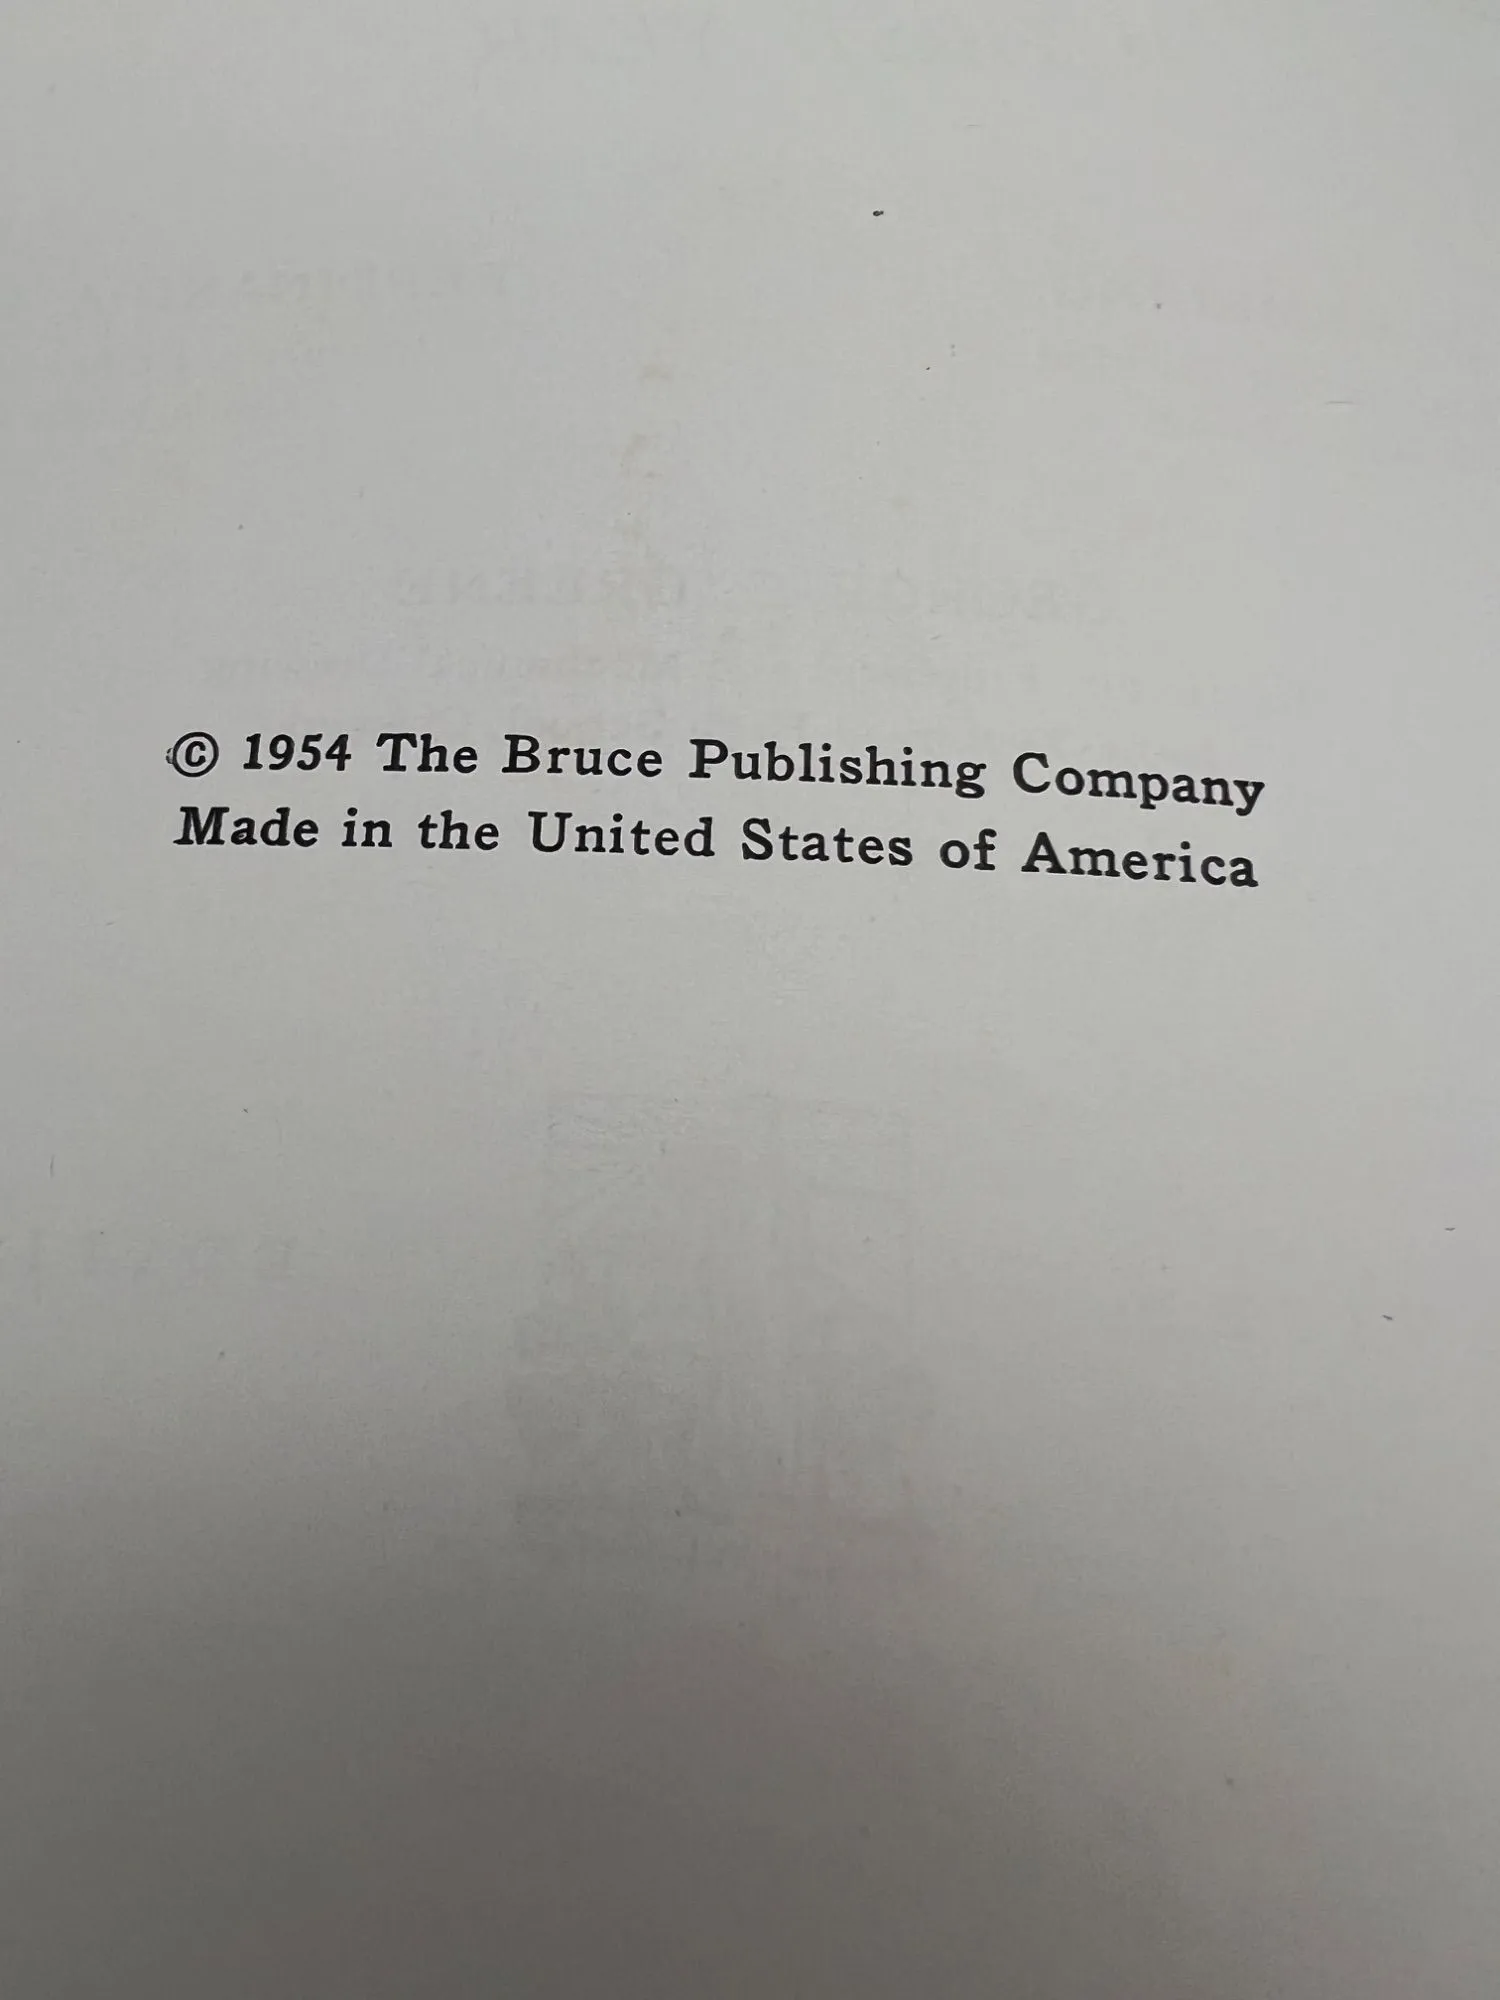 © 1954 The Bruce Publishing Company
Made in the United States of America